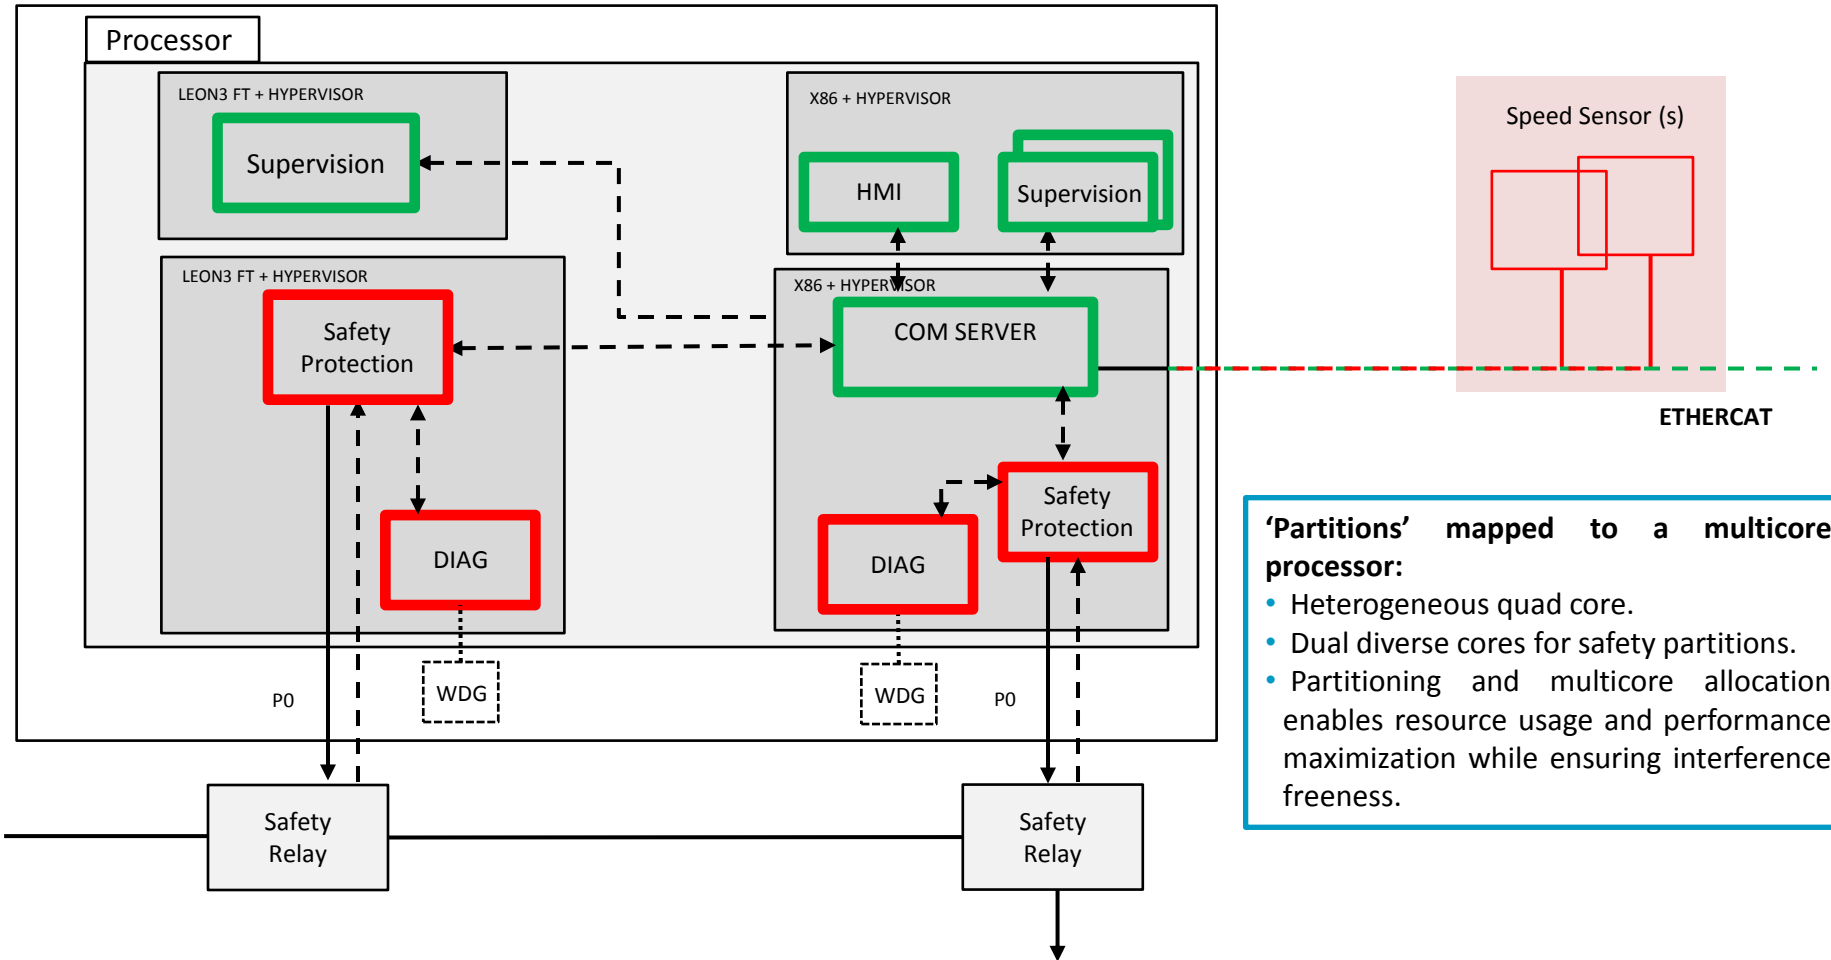 Processor
LEON3 FT + HYPERVISOR
Supervision
X86 + HYPERVISOR
HMI
Supervision
Speed Sensor (s)
LEON3 FT + HYPERVISOR
Safety
Protection
DIAG
X86 + HYPERVISOR
COM SERVER
Safety
Protection
DIAG
ETHERCAT
P0
WDG
WDG
P0
Safety
Relay
Safety
Relay
‘Partitions’ mapped to a multicore
processor:
• Heterogeneous quad core.
• Dual diverse cores for safety partitions.
• Partitioning and multicore allocation
enables resource usage and performance
maximization while ensuring interference
freeness.